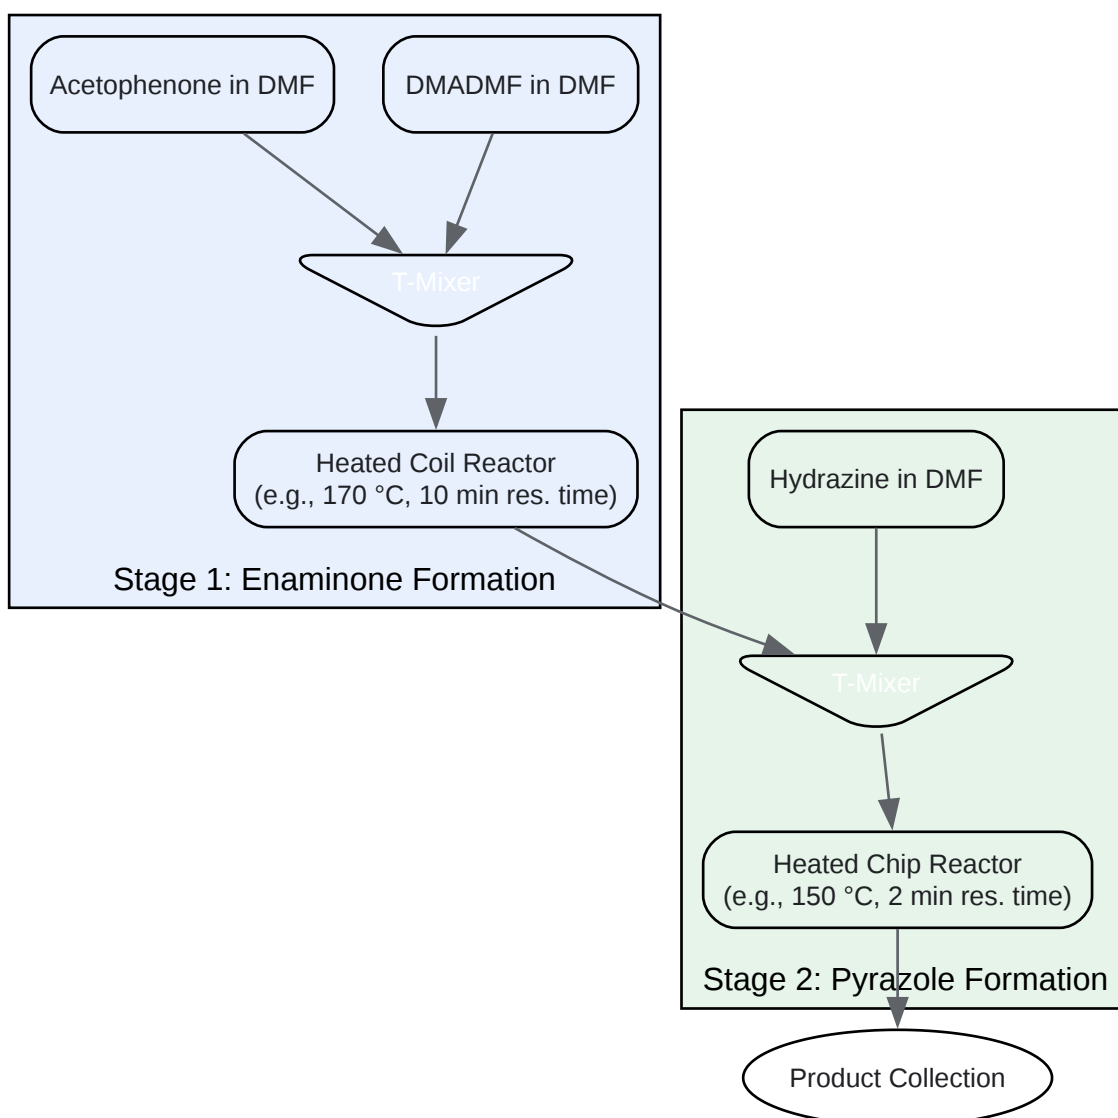 Acetophenone in DMF
DMADMF in DMF
T-Mixer
Heated Coil Reactor
(e.g., 170 °C, 10 min res. time)
Stage 1: Enaminone Formation
Hydrazine in DMF
T-Mixer
Heated Chip Reactor
(e.g., 150 °C, 2 min res. time)
Stage 2: Pyrazole Formation
Product Collection